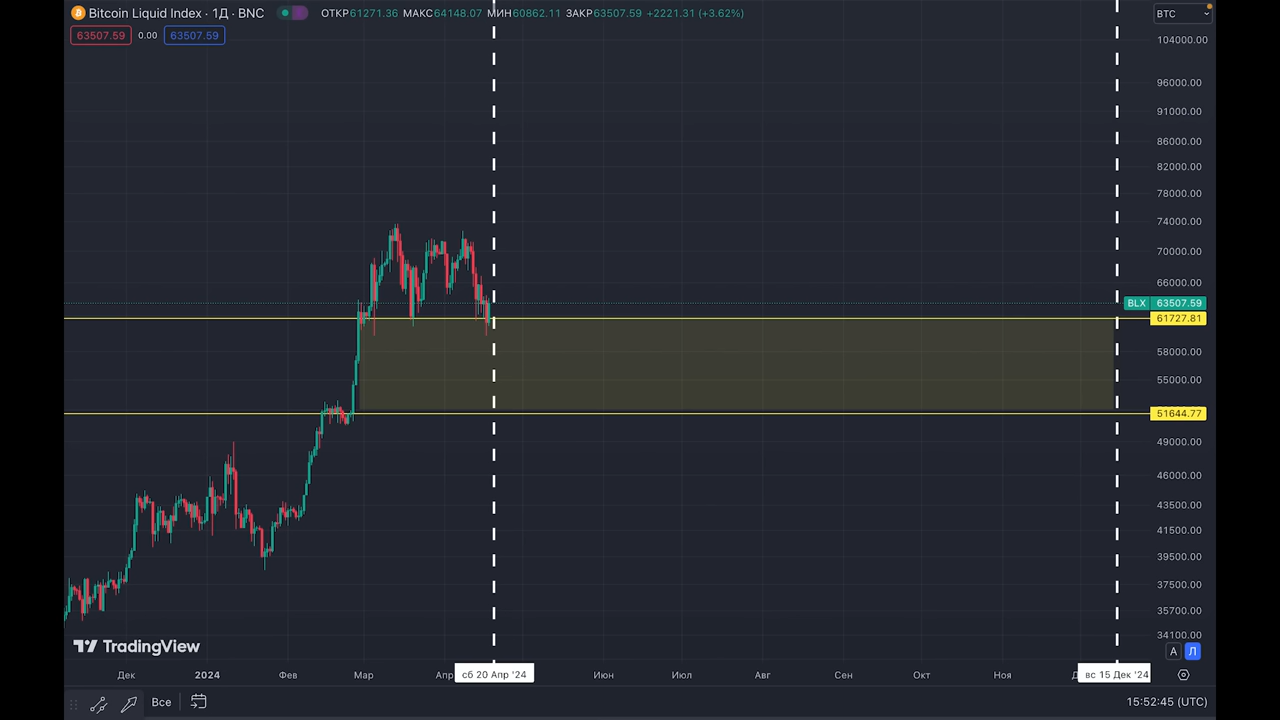 Bitcoin Liquid Index · 1Д · BNC ОТКР61271.36 МАКС64148.07 МИН60862.11 ЗАКР63507.59 +2221.31 (+3.62%)
BTC
63507.59 0.00 63507.59
104000.00
96000.00
91000.00
86000.00
82000.00
78000.00
74000.00
70000.00
66000.00
BLX 63507.59
61727.81
58000.00
55000.00
51644.77
49000.00
46000.00
43500.00
41500.00
39500.00
37500.00
35700.00
34100.00
TradingView
А Л
Дек 2024 Фев Мар Апр сб 20 Апр '24 Июн Июл Авг Сен Окт Ноя вс 15 Дек '24
Все 15:52:45 (UTC)